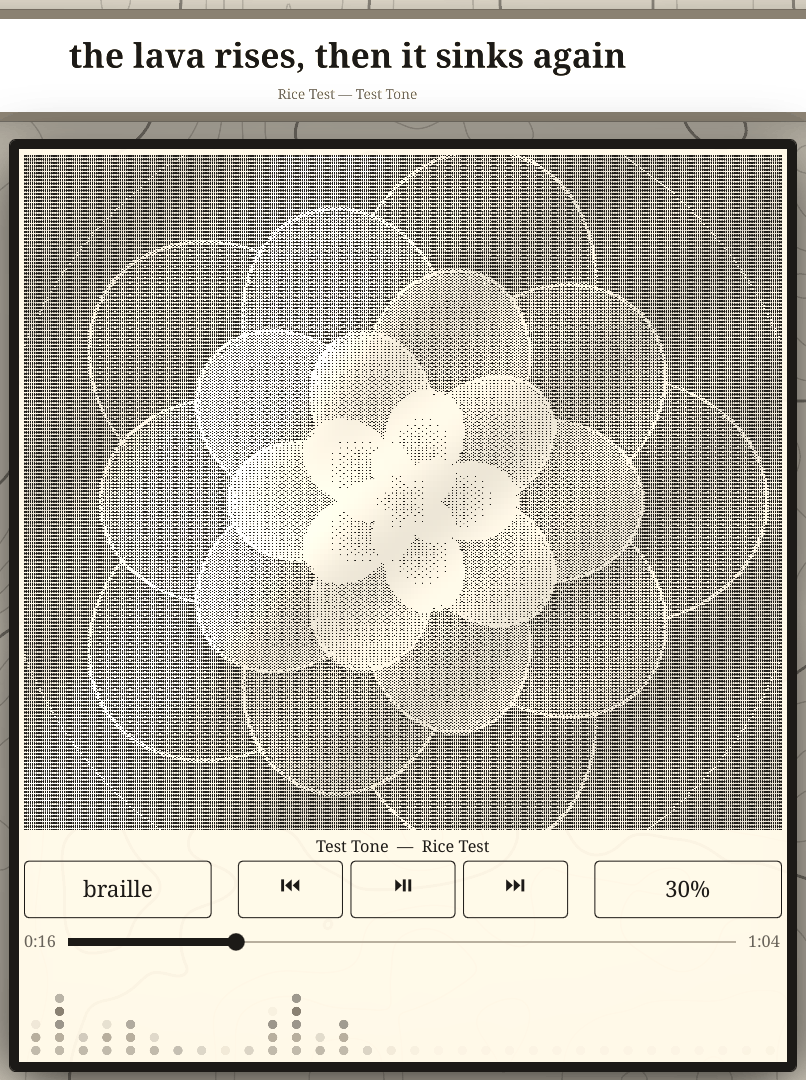 the lava rises, then it sinks again
Rice Test — Test Tone
Test Tone — Rice Test
braille
30%
0:16
1:04